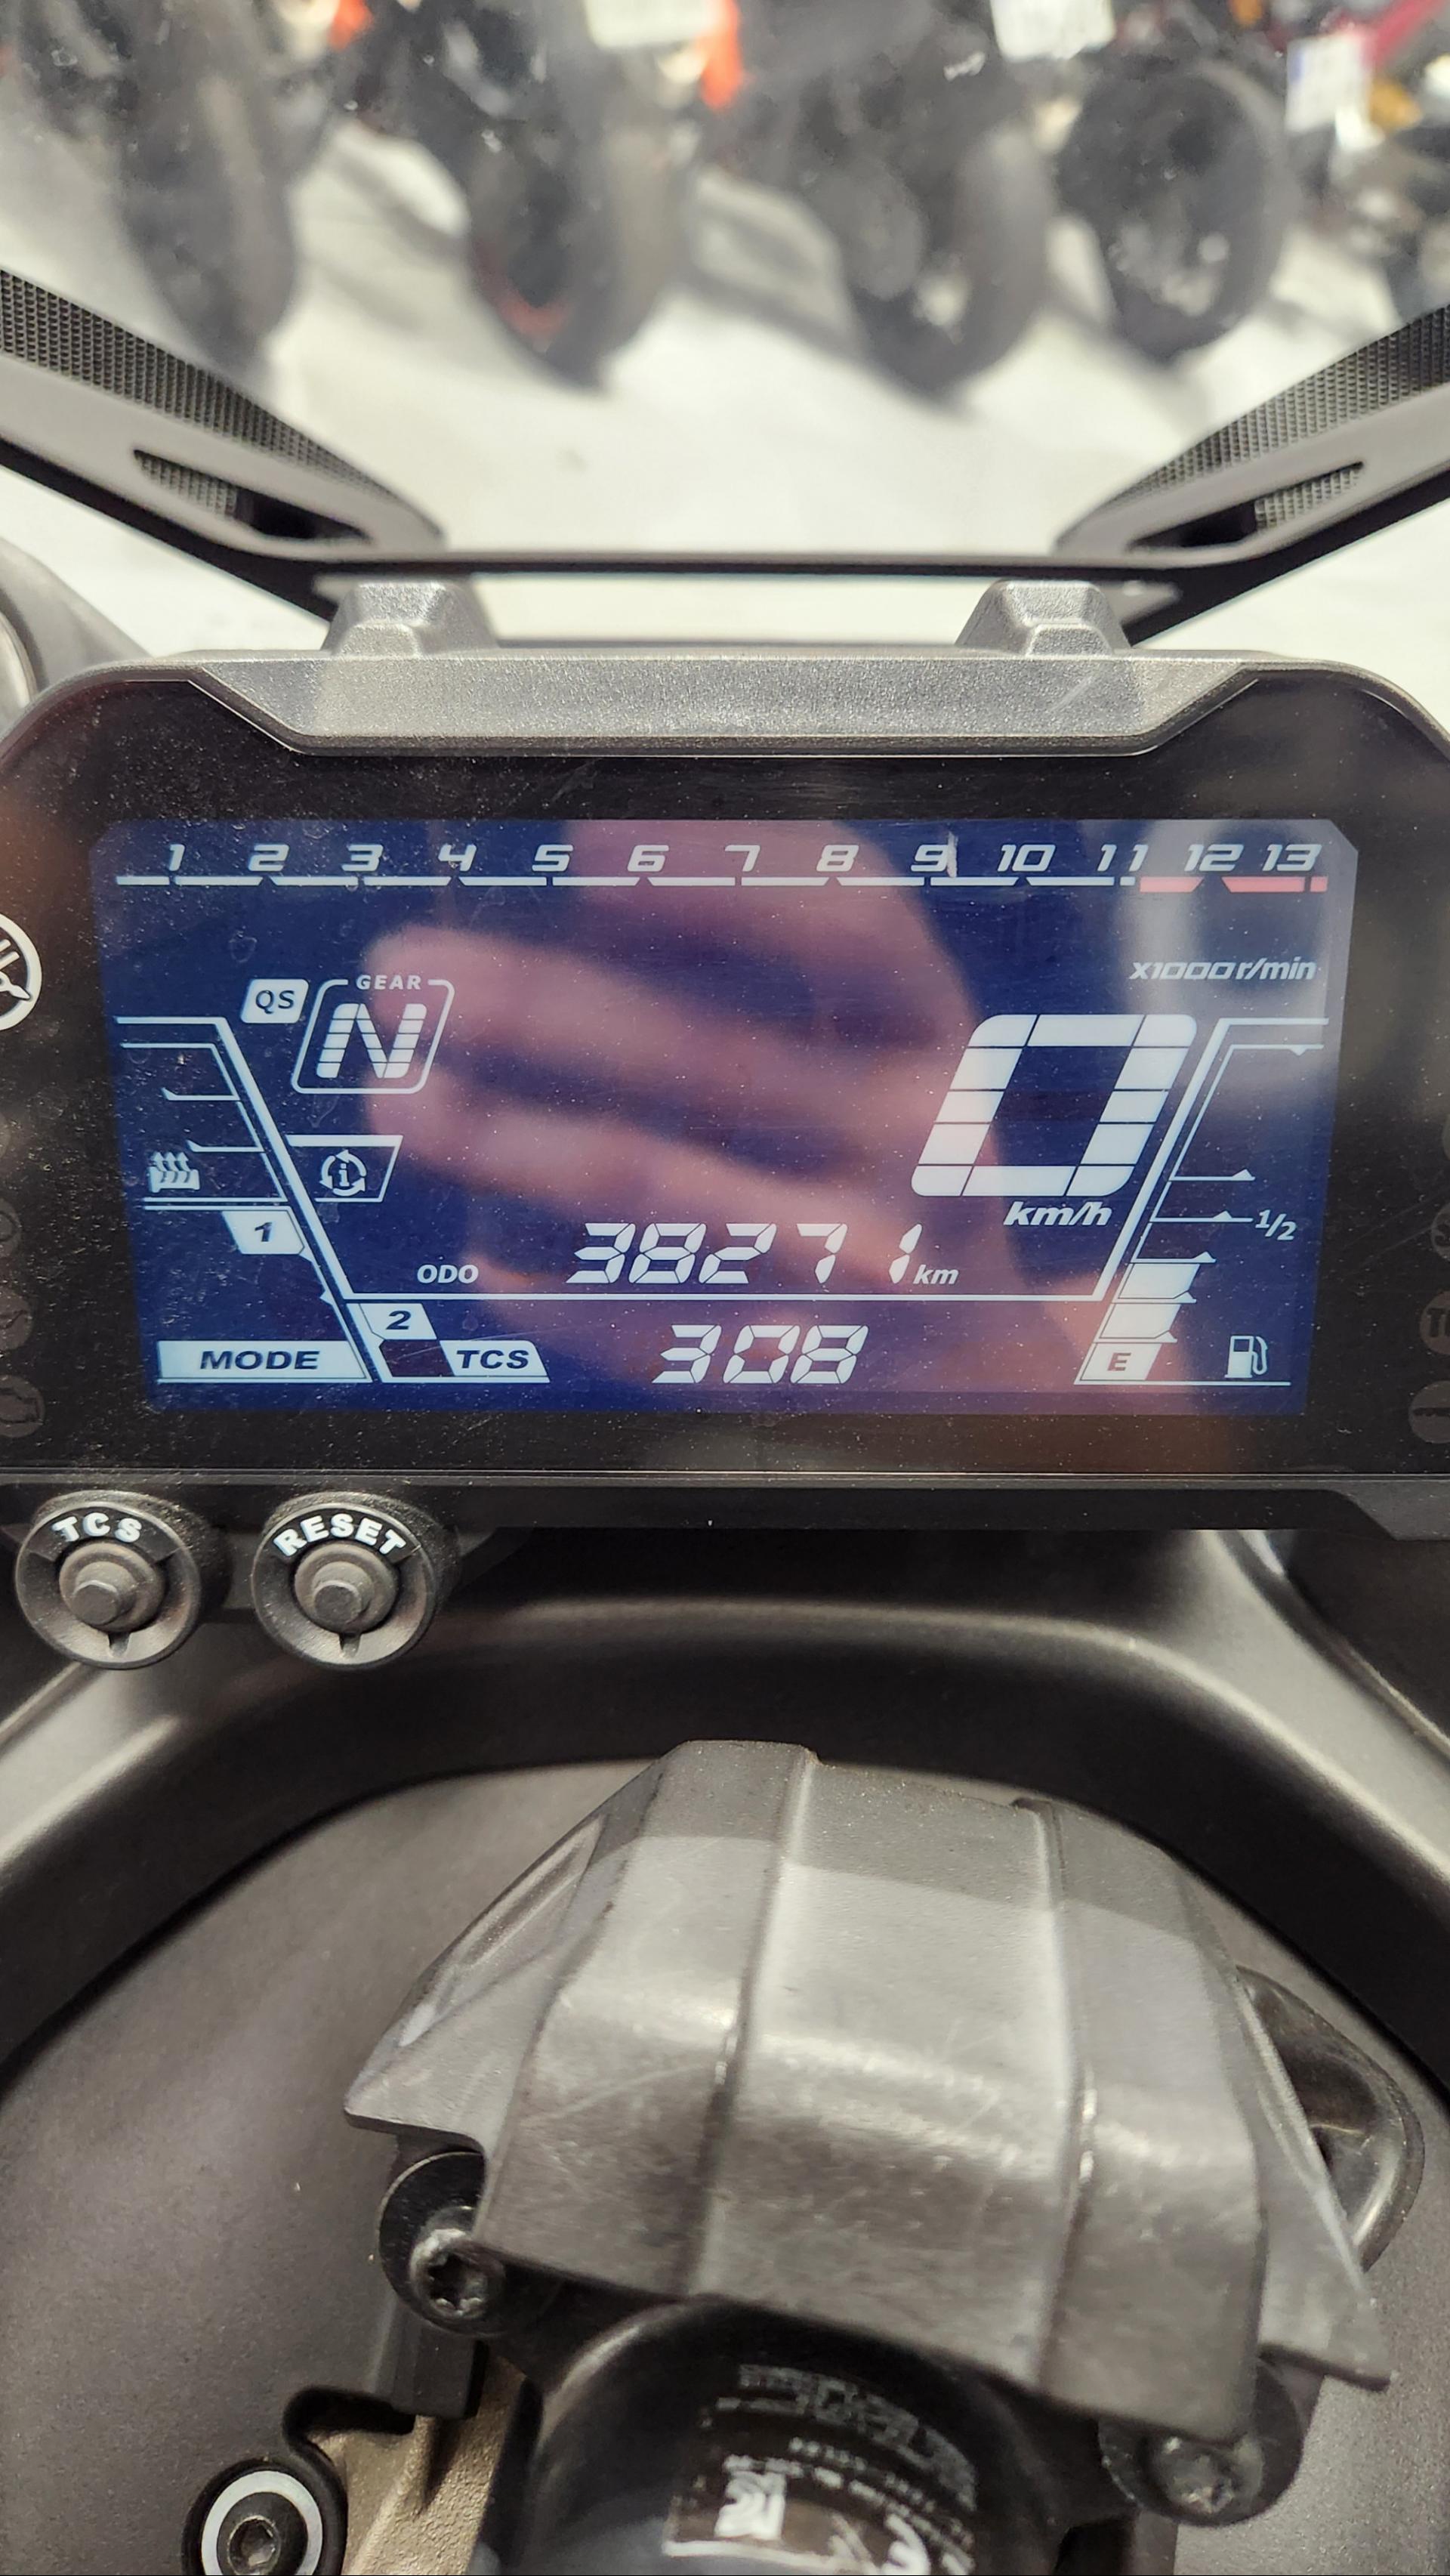 1 2 3 4 5 6 7 8 9 10 11 12 13
x1000 r/min
QS
GEAR
N
0
km/h
1/2
1
ODO 38271 km
2
MODE
TCS
308
E
TCS
RESET